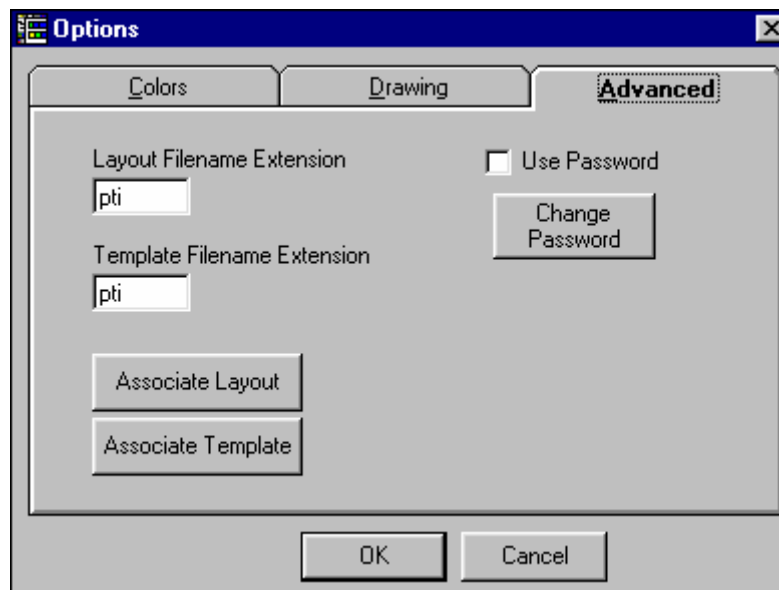 Options
Colors
Drawing
Advanced
Layout Filename Extension
pti
Use Password
Change
Password
Template Filename Extension
pti
Associate Layout
Associate Template
OK
Cancel